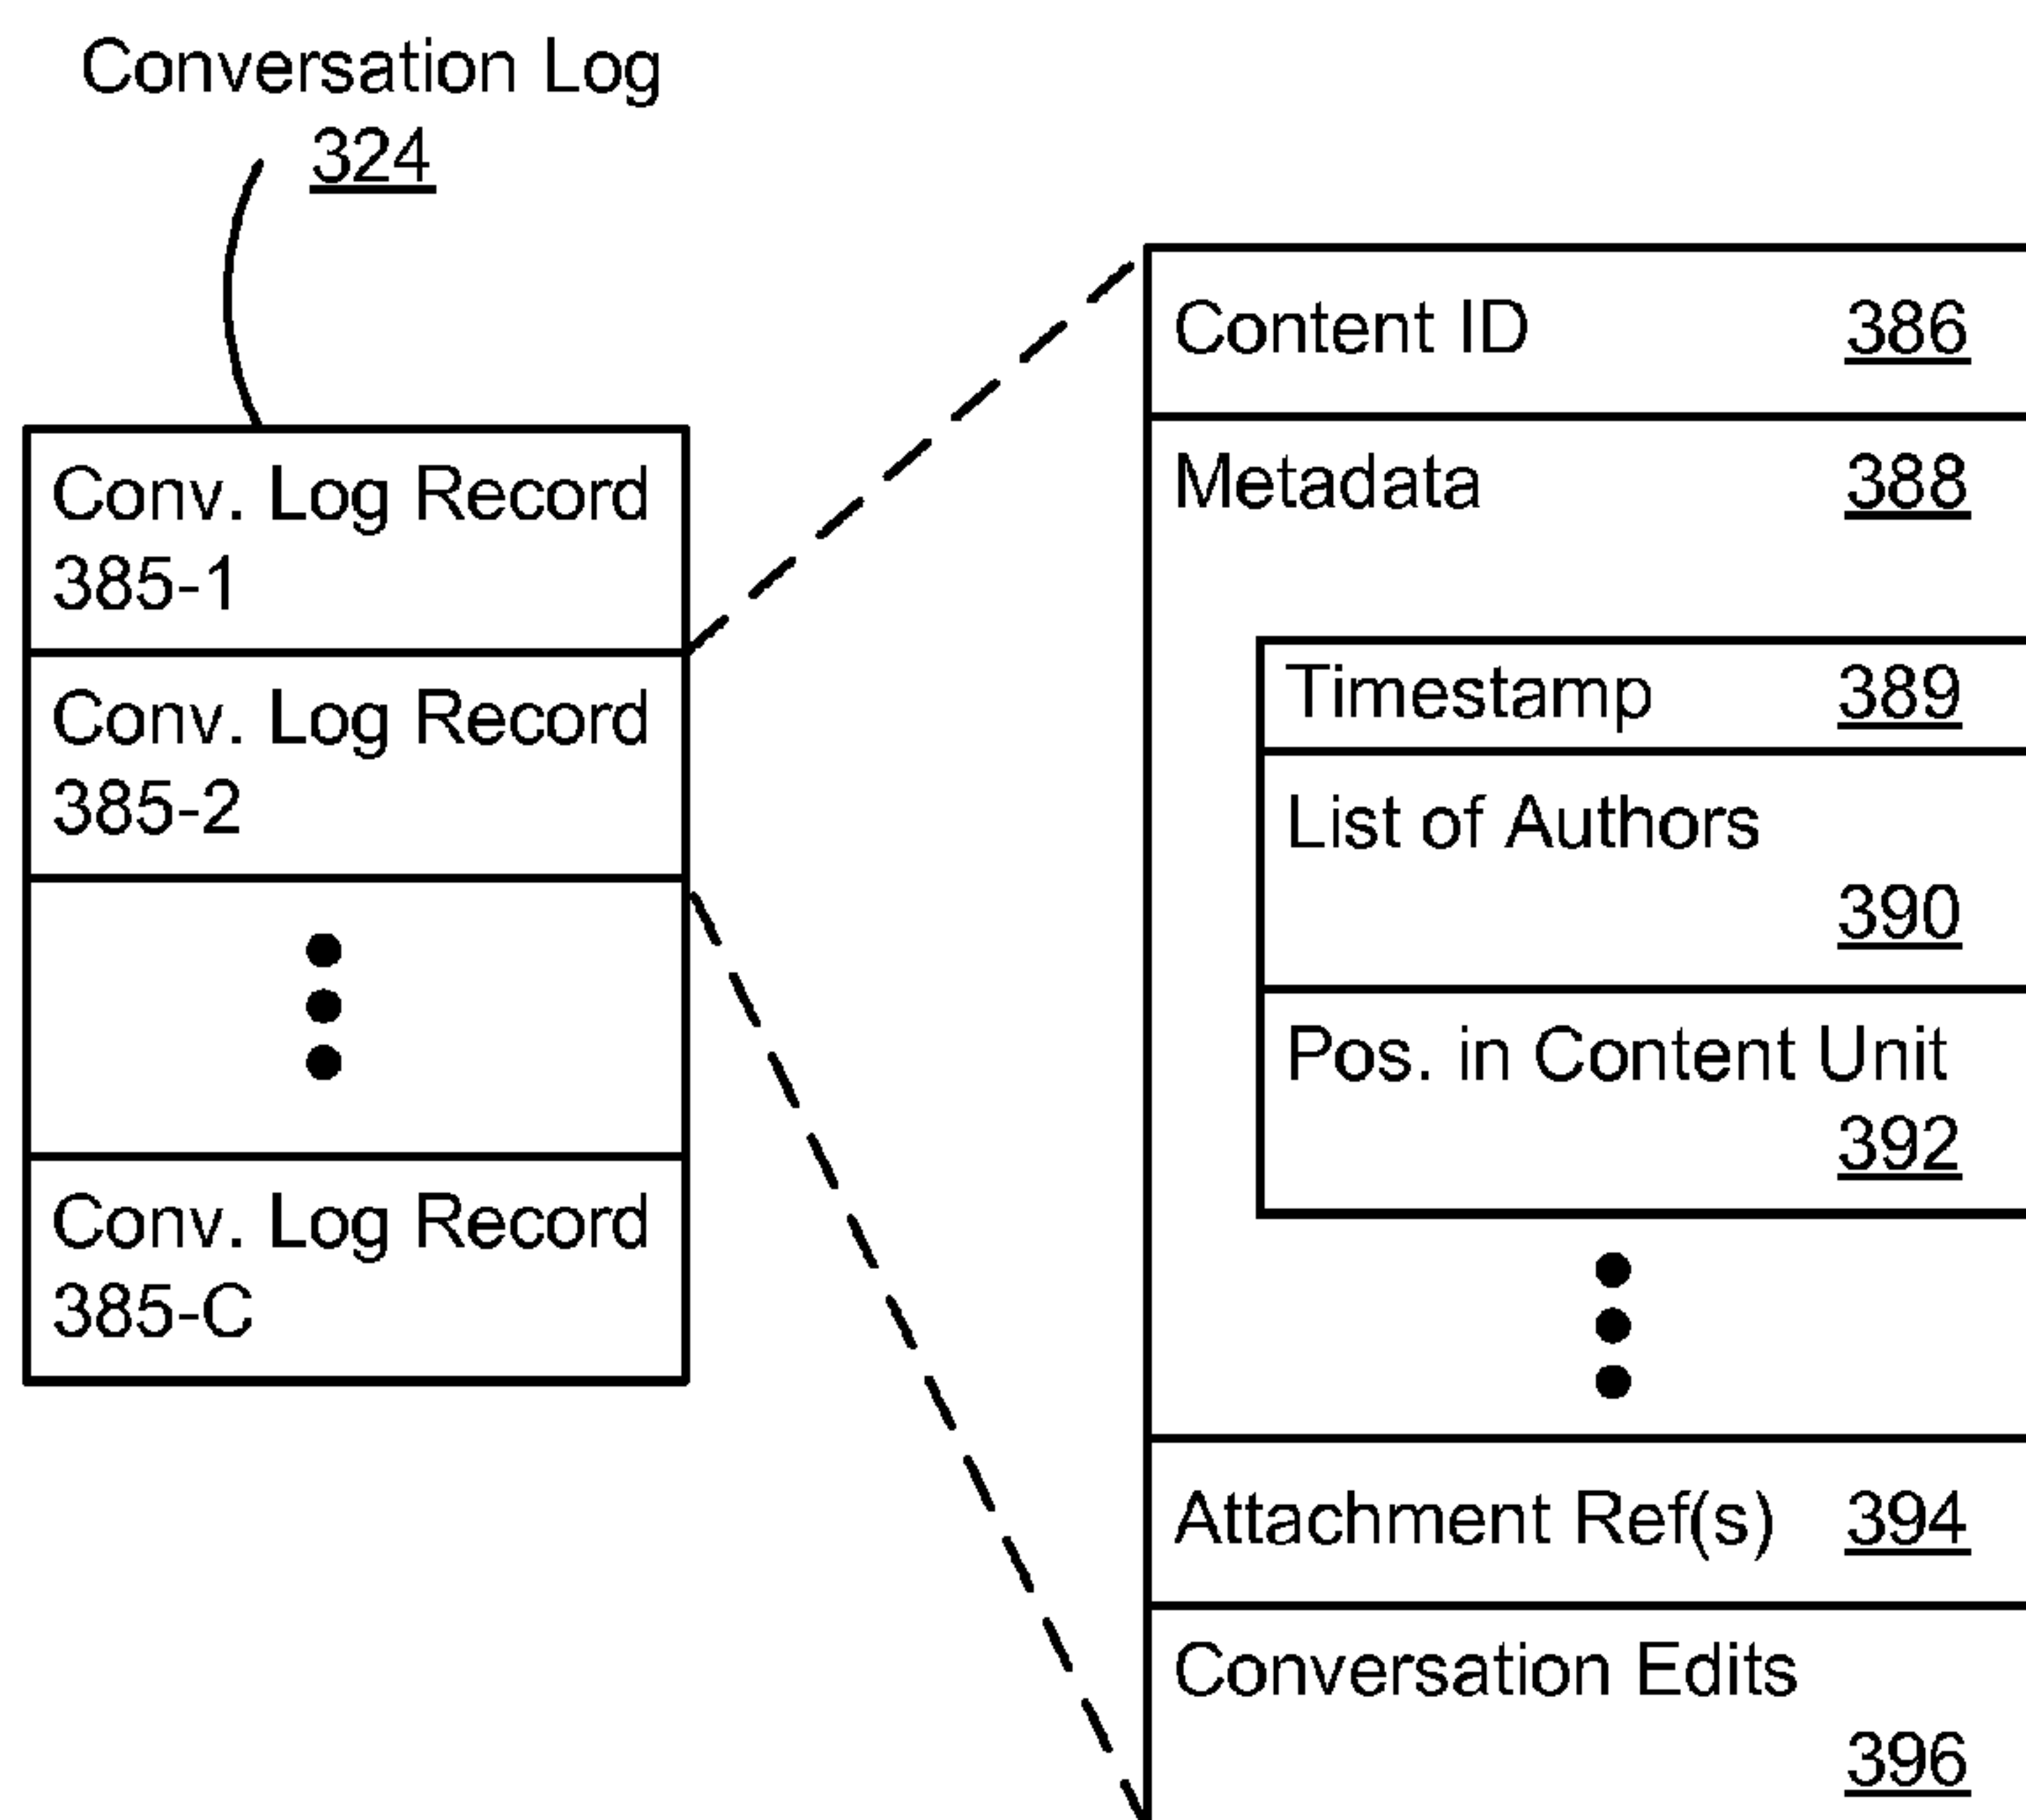 Conversation Log
324
Conv. Log Record
385-1
Conv. Log Record
385-2
Conv. Log Record
385-C
Content ID 386
Metadata 388
Timestamp 389
List of Authors
390
Pos. in Content Unit
392
Attachment Ref(s) 394
Conversation Edits
396